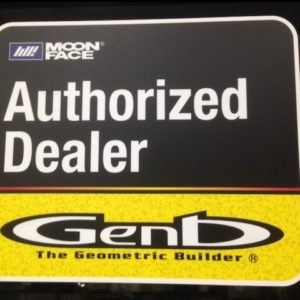 MOON®
FACE
Authorized
Dealer
Genb
The Geometric Builder ®